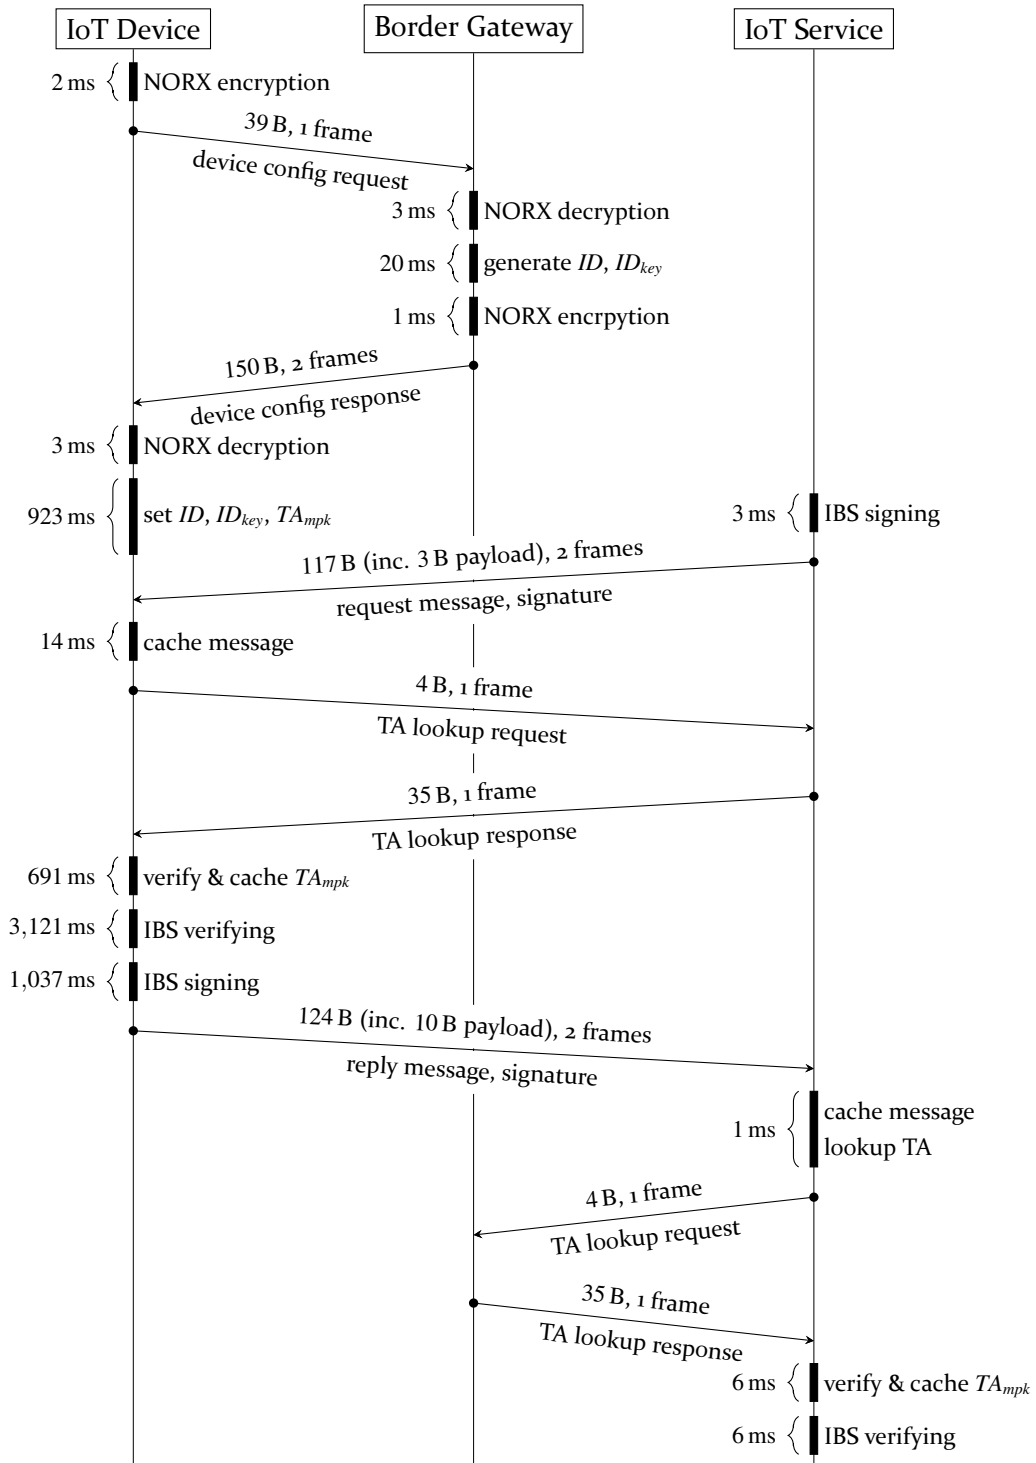 IoT Device
Border Gateway
IoT Service
2 ms
NORX encryption
39 B, 1 frame
device config request
3 ms
NORX decryption
20 ms
generate ID, ID_key
1 ms
NORX encrpytion
150 B, 2 frames
device config response
3 ms
NORX decryption
923 ms
set ID, ID_key, TA_mpk
3 ms
IBS signing
117 B (inc. 3 B payload), 2 frames
request message, signature
14 ms
cache message
4 B, 1 frame
TA lookup request
35 B, 1 frame
TA lookup response
691 ms
verify & cache TA_mpk
3,121 ms
IBS verifying
1,037 ms
IBS signing
124 B (inc. 10 B payload), 2 frames
reply message, signature
1 ms
cache message
lookup TA
4 B, 1 frame
TA lookup request
35 B, 1 frame
TA lookup response
6 ms
verify & cache TA_mpk
6 ms
IBS verifying